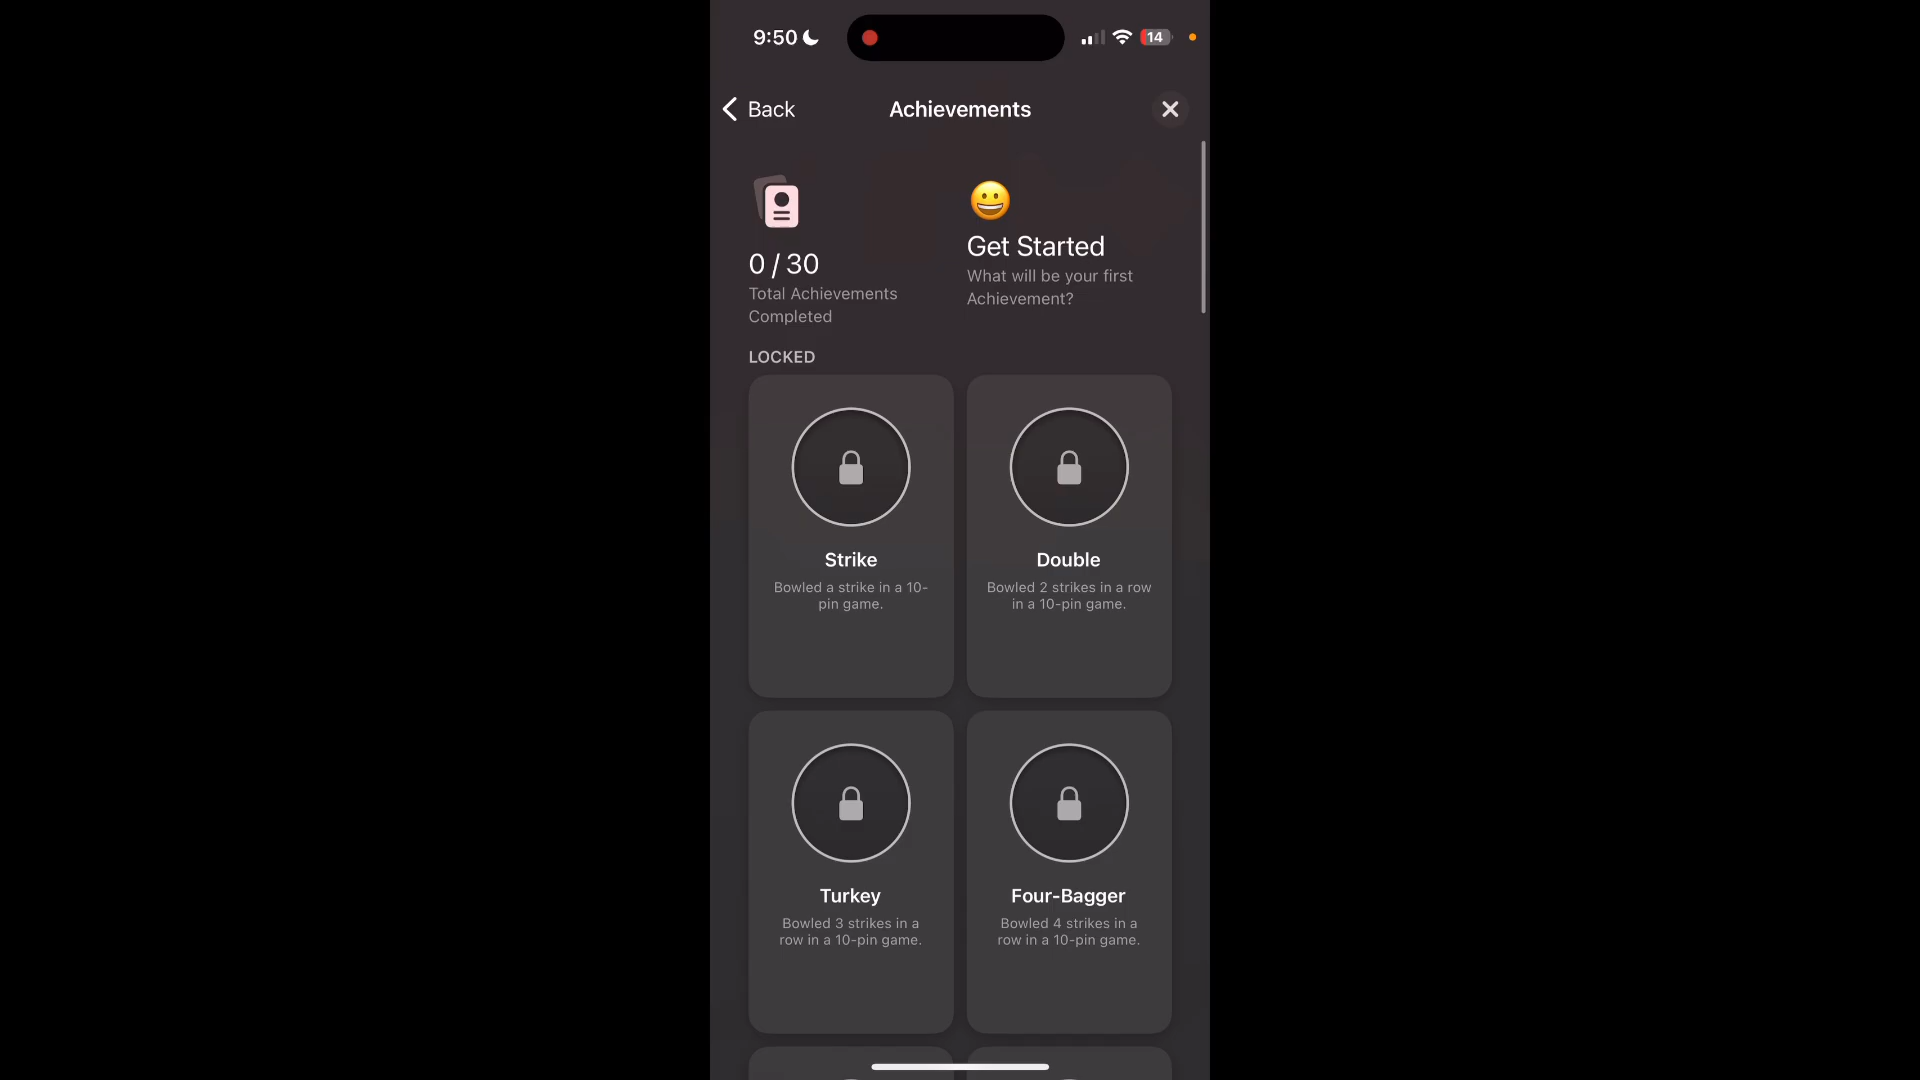 9:50
14
Back
Achievements
0 / 30
Total Achievements
Completed
Get Started
What will be your first
Achievement?
LOCKED
Strike
Bowled a strike in a 10-
pin game.
Double
Bowled 2 strikes in a row
in a 10-pin game.
Turkey
Bowled 3 strikes in a
row in a 10-pin game.
Four-Bagger
Bowled 4 strikes in a
row in a 10-pin game.